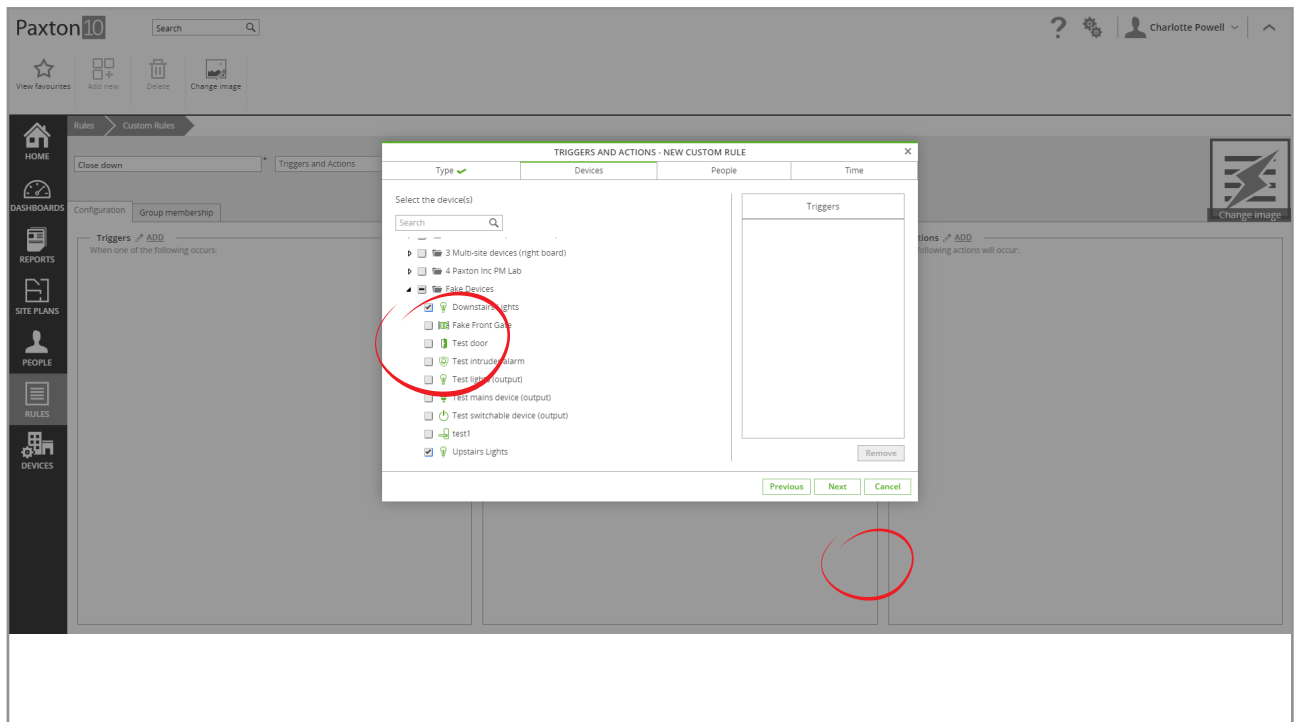 Paxton 10
Search
Charlotte Powell
View favourites
Add new
Delete
Change image
Rules
Custom Rules
HOME
DASHBOARDS
REPORTS
SITE PLANS
PEOPLE
RULES
DEVICES
Close down
*
Triggers and Actions
Change image
Configuration
Group membership
Triggers ADD
When one of the following occurs:
tions ADD
following actions will occur:
TRIGGERS AND ACTIONS - NEW CUSTOM RULE
Type
Devices
People
Time
Select the device(s)
Search
3 Multi-site devices (right board)
4 Paxton Inc PM Lab
Fake Devices
Downstairs Lights
Fake Front Gate
Test door
Test intruder alarm
Test lights (output)
Test mains device (output)
Test switchable device (output)
test1
Upstairs Lights
Triggers
Remove
Previous
Next
Cancel